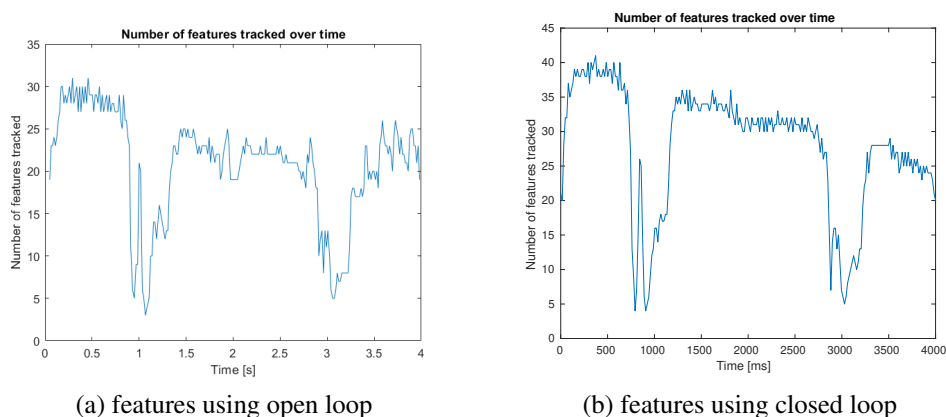 Number of features tracked over time
Number of features tracked
35
30
25
20
15
10
5
0
0 0.5 1 1.5 2 2.5 3 3.5 4
Time [s]
(a) features using open loop
Number of features tracked over time
Number of features tracked
45
40
35
30
25
20
15
10
5
0
0 500 1000 1500 2000 2500 3000 3500 4000
Time [ms]
(b) features using closed loop